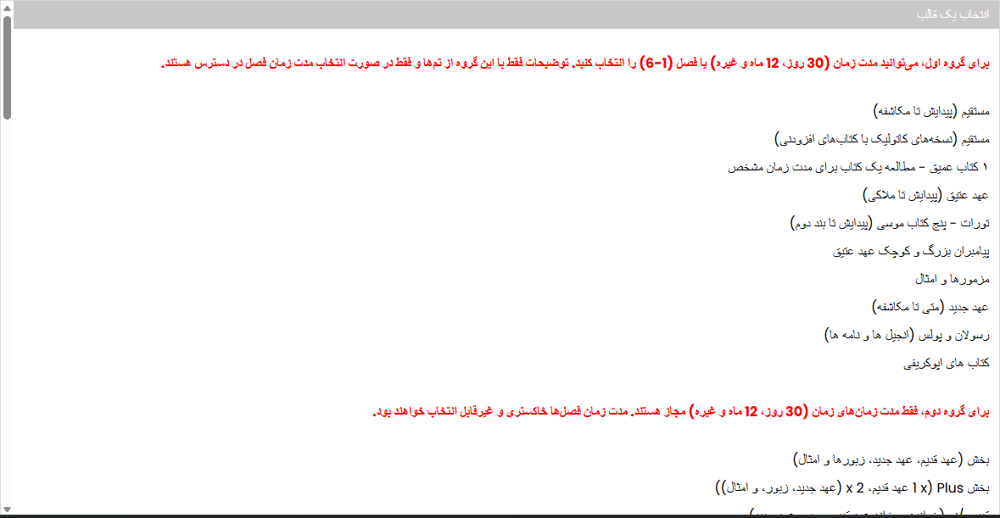 انتخاب یک قالب
برای گروه اول، می‌توانید مدت زمان (30 روز، 12 ماه و غیره) یا فصل (1-6) را انتخاب کنید. توضیحات فقط با این گروه از تم‌ها و فقط در صورت انتخاب مدت زمان فصل در دسترس هستند.
مستقیم (پیدایش تا مکاشفه)
مستقیم (نسخه‌های کاتولیک با کتاب‌های افزودنی)
۱ کتاب عمیق - مطالعه یک کتاب برای مدت زمان مشخص
عهد عتیق (پیدایش تا ملاکی)
تورات - پنج کتاب موسی (پیدایش تا بند دوم)
پیامبران بزرگ و کوچک عهد عتیق
مزمورها و امثال
عهد جدید (متی تا مکاشفه)
رسولان و پولس (انجیل ها و نامه ها)
کتاب های اپوکریفی
برای گروه دوم، فقط مدت زمان‌های زمان (30 روز، 12 ماه و غیره) مجاز هستند. مدت زمان فصل‌ها خاکستری و غیرقابل انتخاب خواهند بود.
بخش (عهد قدیم، عهد جدید، زبورها و امثال)
بخش Plus (1 x عهد قدیم، 2 x (عهد جدید، زبور، و امثال))